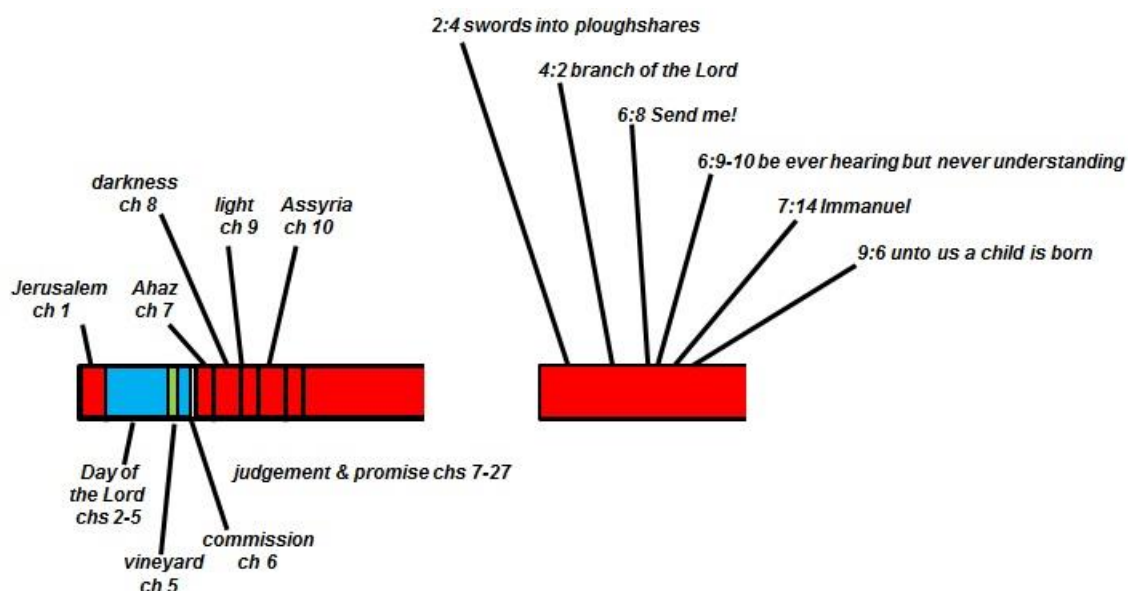 2:4 swords into ploughshares
4:2 branch of the Lord
6:8 Send me!
6:9-10 be ever hearing but never understanding
7:14 Immanuel
9:6 unto us a child is born
darkness
ch 8
light
ch 9
Assyria
ch 10
Jerusalem
ch 1
Ahaz
ch 7
Day of
the Lord
chs 2-5
judgement & promise chs 7-27
commission
ch 6
vineyard
ch 5